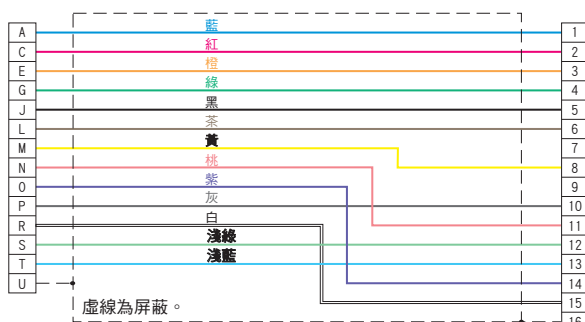 A 藍 1
C 紅 2
E 橙 3
G 綠 4
J 黑 5
L 茶 6
M 黃 7
N 桃 8
O 紫 9
P 灰 10
R 白 11
S 淺綠 12
T 淺藍 13
U 14
虛線為屏蔽。 15
16